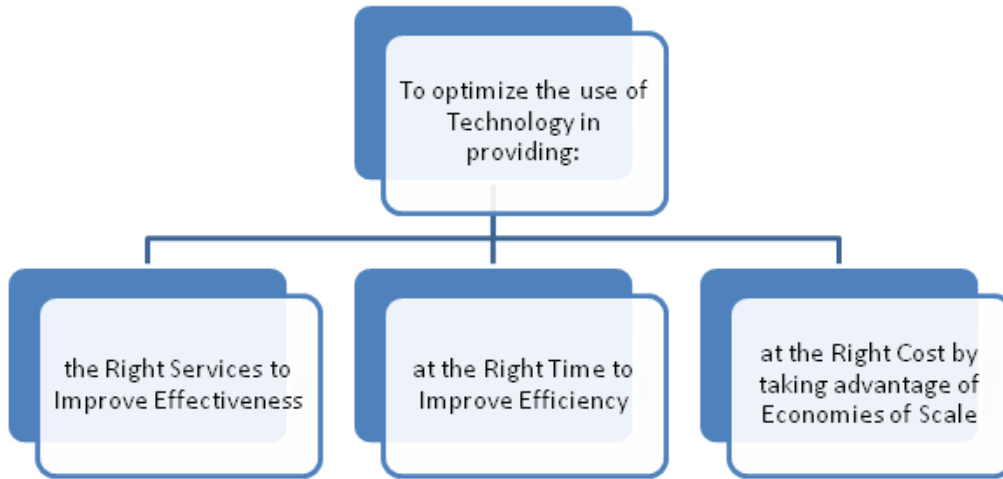 To optimize the use of
Technology in
providing:
the Right Services to
Improve Effectiveness
at the Right Time to
Improve Efficiency
at the Right Cost by
taking advantage of
Economies of Scale